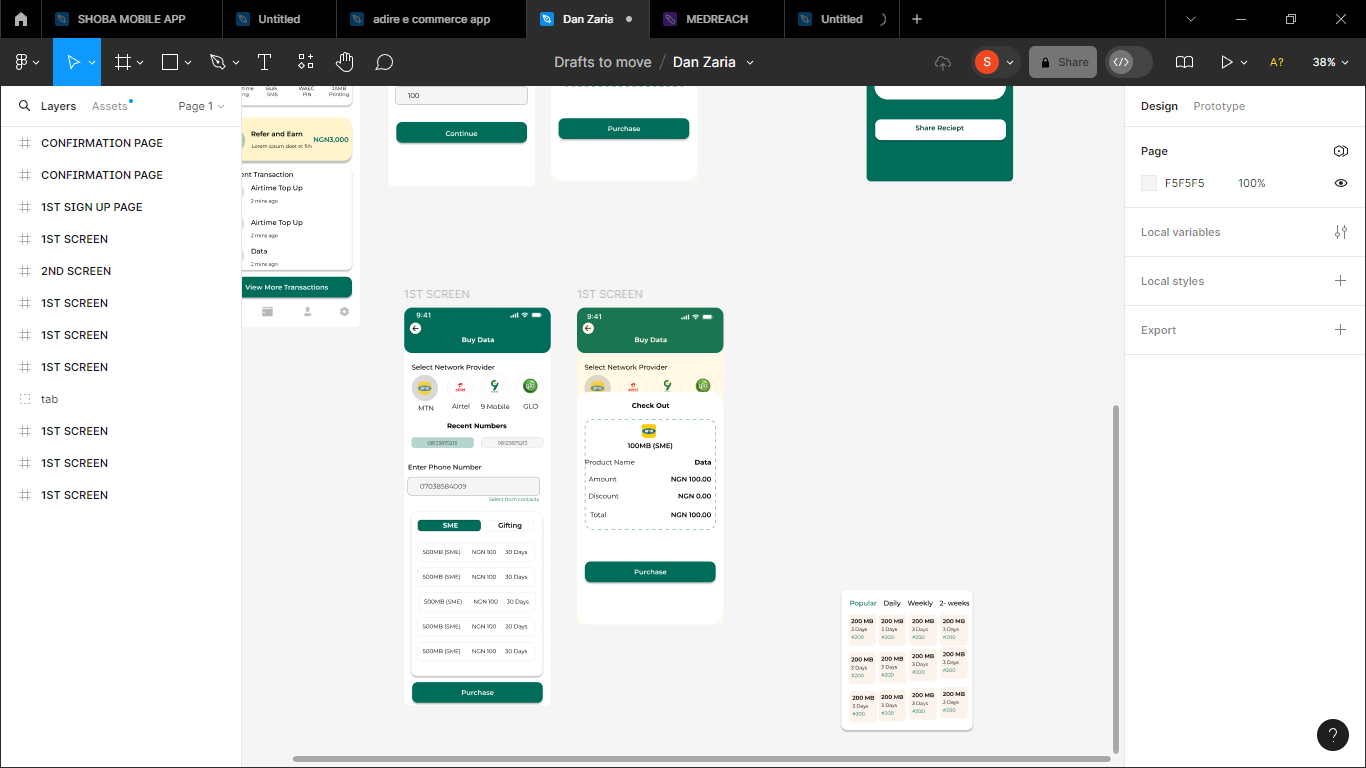 SHOBA MOBILE APP
Untitled
adire e commerce app
Dan Zaria
MEDREACH
Untitled
Drafts to move / Dan Zaria
S
Share
A?
38%
Layers
Assets
Page 1
CONFIRMATION PAGE
CONFIRMATION PAGE
1ST SIGN UP PAGE
1ST SCREEN
2ND SCREEN
1ST SCREEN
1ST SCREEN
1ST SCREEN
tab
1ST SCREEN
1ST SCREEN
1ST SCREEN
Bulk WAEC JAMB
SMS PIN Printing
Refer and Earn
NGN3,000
Lorem ipsum doet et fiih
ent Transaction
Airtime Top Up
2 mins ago
Airtime Top Up
2 mins ago
Data
2 mins ago
View More Transactions
100
Continue
Purchase
Share Reciept
1ST SCREEN
9:41
Buy Data
Select Network Provider
MTN
Airtel
9 Mobile
GLO
Recent Numbers
08123875213
08123875213
Enter Phone Number
07038584009
Select from contacts
SME
Gifting
500MB (SME) NGN 100 30 Days
500MB (SME) NGN 100 30 Days
500MB (SME) NGN 100 30 Days
500MB (SME) NGN 100 30 Days
500MB (SME) NGN 100 30 Days
Purchase
1ST SCREEN
9:41
Buy Data
Select Network Provider
Check Out
100MB (SME)
Product Name Data
Amount NGN 100.00
Discount NGN 0.00
Total NGN 100.00
Purchase
Popular Daily Weekly 2- weeks
200 MB 200 MB 200 MB 200 MB
3 Days 3 Days 3 Days 3 Days
#200 #200 #200 #200
200 MB 200 MB 200 MB 200 MB
3 Days 3 Days 3 Days 3 Days
#200 #200 #200 #200
200 MB 200 MB 200 MB 200 MB
3 Days 3 Days 3 Days 3 Days
#200 #200 #200 #200
Design
Prototype
Page
F5F5F5 100%
Local variables
Local styles
Export
?